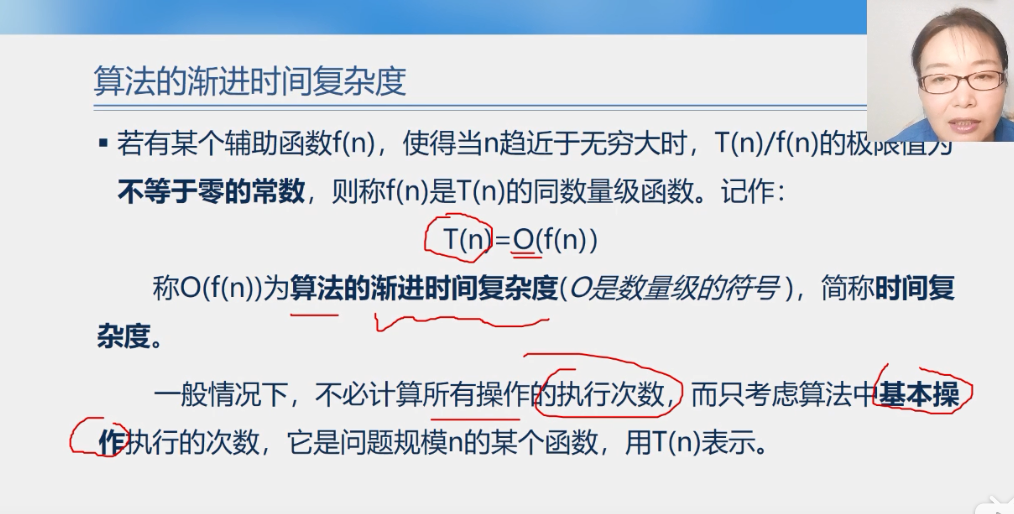 算法的渐进时间复杂度
▪ 若有某个辅助函数f(n)，使得当n趋近于无穷大时，T(n)/f(n)的极限值为
不等于零的常数，则称f(n)是T(n)的同数量级函数。记作：
T(n)=O(f(n))
称O(f(n))为算法的渐进时间复杂度(O是数量级的符号)，简称时间复
杂度。
一般情况下，不必计算所有操作的执行次数，而只考虑算法中基本操
作执行的次数，它是问题规模n的某个函数，用T(n)表示。